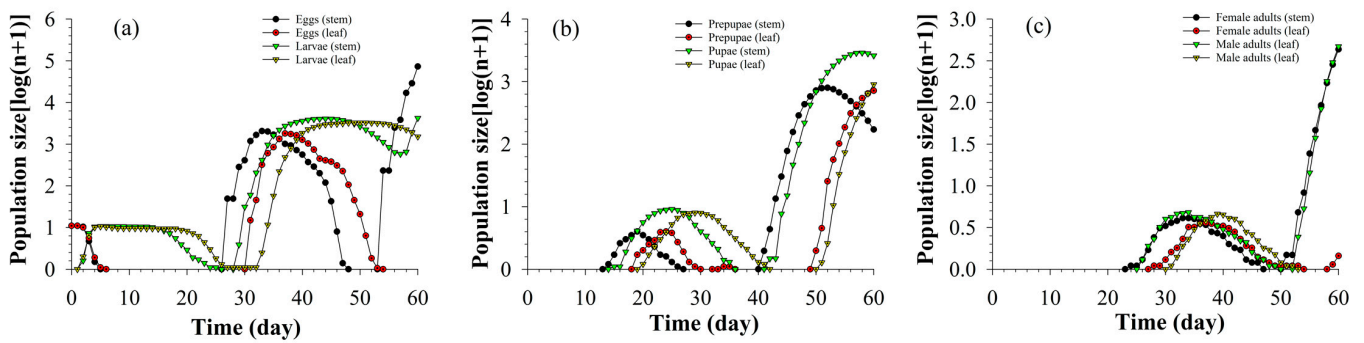 (a)
Eggs (stem)
Eggs (leaf)
Larvae (stem)
Larvae (leaf)
Population size[log(n+1)]
6
5
4
3
2
1
0
0 10 20 30 40 50 60
Time (day)
(b)
Prepupae (stem)
Prepupae (leaf)
Pupae (stem)
Pupae (leaf)
Population size[log(n+1)]
4
3
2
1
0
0 10 20 30 40 50 60
Time (day)
(c)
Female adults (stem)
Female adults (leaf)
Male adults (leaf)
Male adults (leaf)
Population size[log(n+1)]
3.0
2.5
2.0
1.5
1.0
0.5
0.0
0 10 20 30 40 50 60
Time (day)